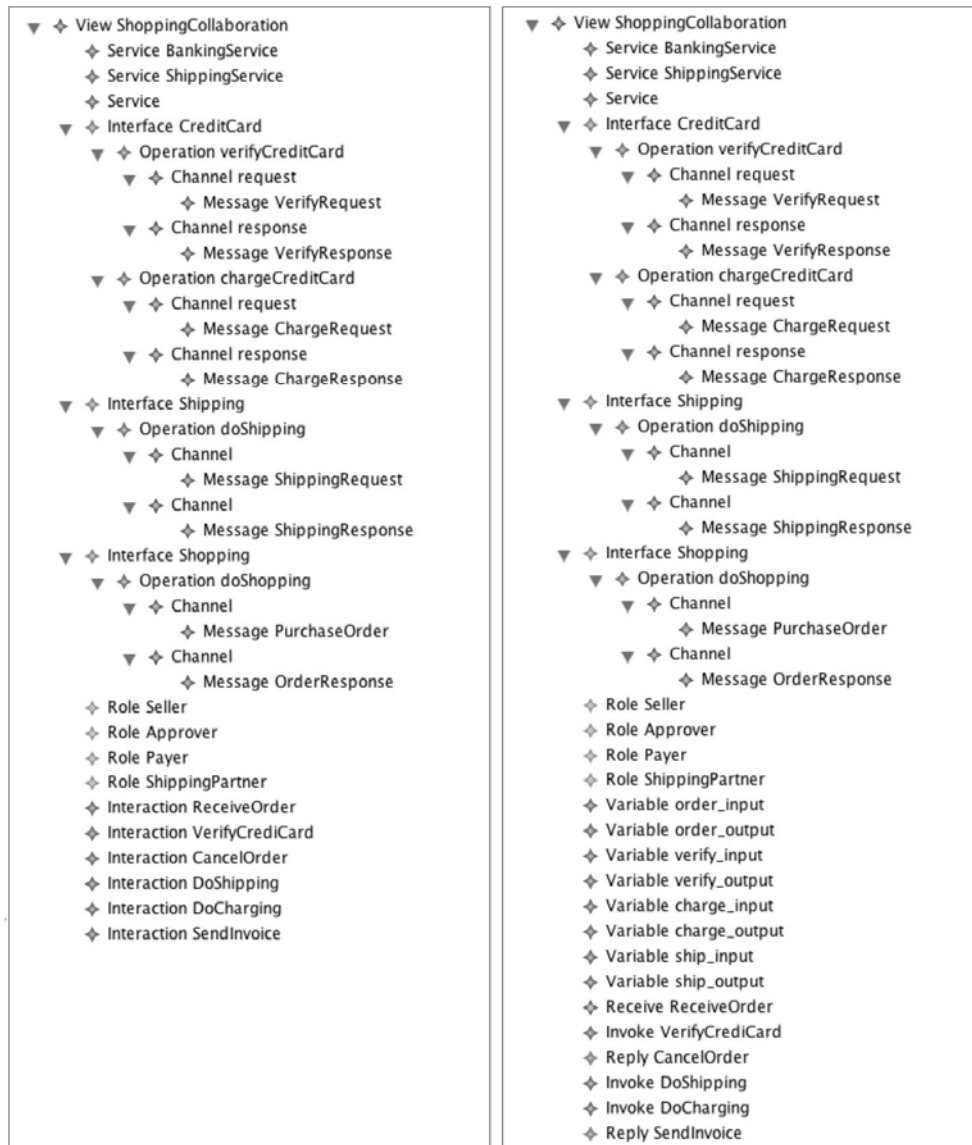 View ShoppingCollaboration
Service BankingService
Service ShippingService
Service
Interface CreditCard
Operation verifyCreditCard
Channel request
Message VerifyRequest
Channel response
Message VerifyResponse
Operation chargeCreditCard
Channel request
Message ChargeRequest
Channel response
Message ChargeResponse
Interface Shipping
Operation doShipping
Channel
Message ShippingRequest
Channel
Message ShippingResponse
Interface Shopping
Operation doShopping
Channel
Message PurchaseOrder
Channel
Message OrderResponse
Role Seller
Role Approver
Role Payer
Role ShippingPartner
Interaction ReceiveOrder
Interaction VerifyCrediCard
Interaction CancelOrder
Interaction DoShipping
Interaction DoCharging
Interaction SendInvoice
View ShoppingCollaboration
Service BankingService
Service ShippingService
Service
Interface CreditCard
Operation verifyCreditCard
Channel request
Message VerifyRequest
Channel response
Message VerifyResponse
Operation chargeCreditCard
Channel request
Message ChargeRequest
Channel response
Message ChargeResponse
Interface Shipping
Operation doShipping
Channel
Message ShippingRequest
Channel
Message ShippingResponse
Interface Shopping
Operation doShopping
Channel
Message PurchaseOrder
Channel
Message OrderResponse
Role Seller
Role Approver
Role Payer
Role ShippingPartner
Variable order_input
Variable order_output
Variable verify_input
Variable verify_output
Variable charge_input
Variable charge_output
Variable ship_input
Variable ship_output
Receive ReceiveOrder
Invoke VerifyCrediCard
Reply CancelOrder
Invoke DoShipping
Invoke DoCharging
Reply SendInvoice